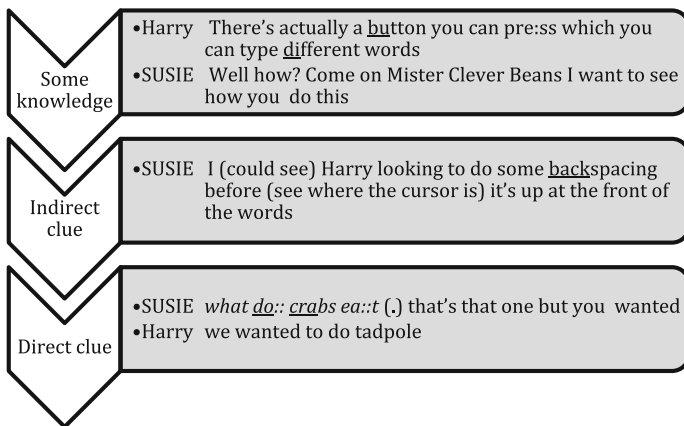 Some
knowledge
•Harry There's actually a button you can pre:ss which you
can type different words
•SUSIE Well how? Come on Mister Clever Beans I want to see
how you do this
Indirect
clue
•SUSIE I (could see) Harry looking to do some backspacing
before (see where the cursor is) it's up at the front of
the words
Direct clue
•SUSIE what do:: crabs ea::t (.) that's that one but you wanted
•Harry we wanted to do tadpole